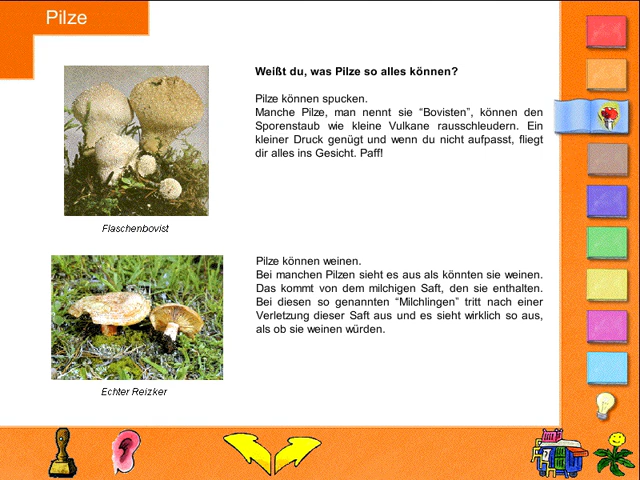 Pilze
Weißt du, was Pilze so alles können?
Pilze können spucken.
Manche Pilze, man nennt sie “Bovisten”, können den
Sporenstaub wie kleine Vulkane rausschleudern. Ein
kleiner Druck genügt und wenn du nicht aufpasst, fliegt
dir alles ins Gesicht. Paff!
Flaschenbovist
Pilze können weinen.
Bei manchen Pilzen sieht es aus als könnten sie weinen.
Das kommt von dem milchigen Saft, den sie enthalten.
Bei diesen so genannten “Milchlingen” tritt nach einer
Verletzung dieser Saft aus und es sieht wirklich so aus,
als ob sie weinen würden.
Echter Reizker